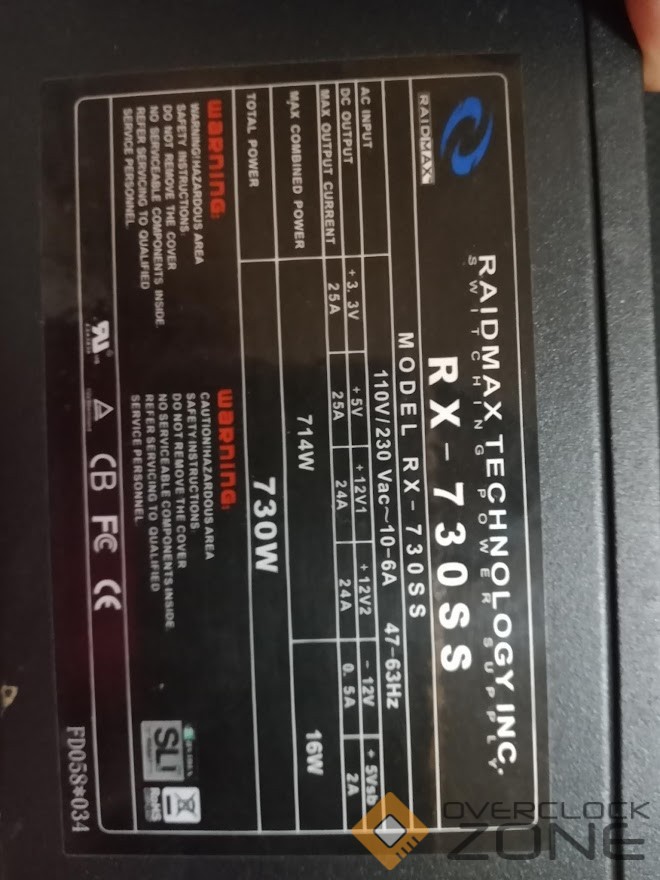 RAIDMAX
RAIDMAX TECHNOLOGY INC.
SWITCHING POWER SUPPLY
RX-730SS
MODEL RX-730SS
AC INPUT 110V/230 Vac~10-6A 47-63Hz
DC OUTPUT +3.3V +5V +12V1 +12V2 -12V +5Vsb
MAX OUTPUT CURRENT 25A 25A 24A 24A 0.5A 2A
MAX COMBINED POWER 714W 16W
TOTAL POWER 730W
warning:
WARNING!HAZARDOUS AREA
SAFETY INSTRUCTIONS:
DO NOT REMOVE THE COVER
NO SERVICEABLE COMPONENTS INSIDE.
REFER SERVICING TO QUALIFIED
SERVICE PERSONNEL.
warning:
CAUTION!HAZARDOUS AREA
SAFETY INSTRUCTIONS:
DO NOT REMOVE THE COVER
NO SERVICEABLE COMPONENTS INSIDE.
REFER SERVICING TO QUALIFIED
SERVICE PERSONNEL.
CB FC CE
SLI
RoHS
FD058*034
OVERCLOCK
ZONE